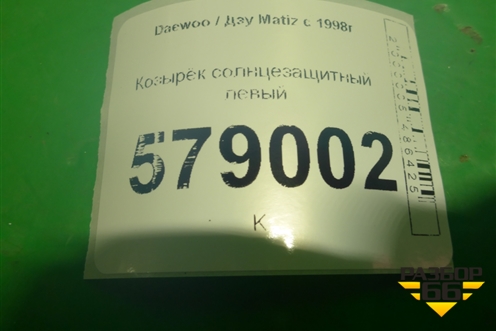 Daewoo / Дэу Matiz с 1998г
Козырёк солнцезащитный
левый
579002
К
РАЗБОР
66